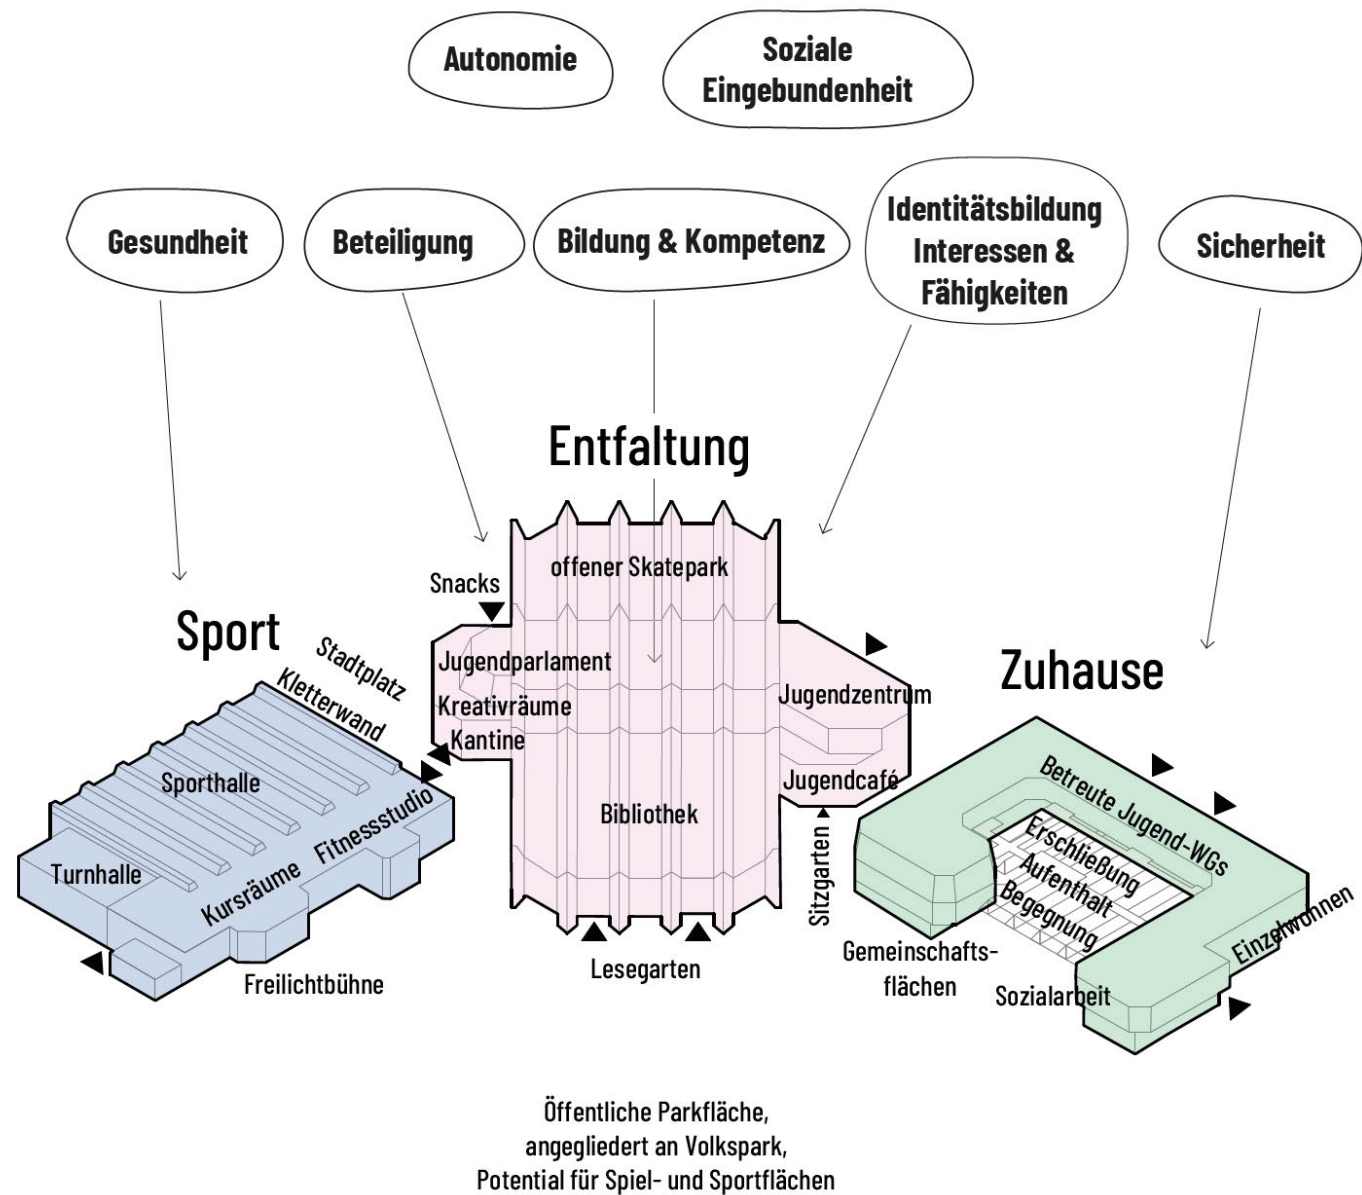 Autonomie
Soziale
Eingebundenheit
Gesundheit
Beteiligung
Bildung & Kompetenz
Identitätsbildung
Interessen &
Fähigkeiten
Sicherheit
Entfaltung
Sport
Zuhause
Stadtplatz
Kletterwand
Sporthalle
Fitnessstudio
Turnhalle
Kursräume
Freilichtbühne
Snacks
offener Skatepark
Jugendparlament
Kreativräume
Kantine
Bibliothek
Lesegarten
Jugendzentrum
Jugendcafé
Sitzgarten
Betreute Jugend-WGs
Erschließung
Aufenthalt
Begegnung
Einzelwohnen
Gemeinschafts-
flächen
Sozialarbeit
Öffentliche Parkfläche,
angegliedert an Volkspark,
Potential für Spiel- und Sportflächen